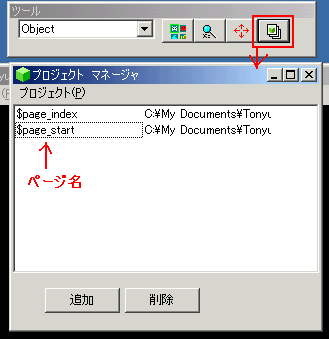 ツール
Object
プロジェクト マネージャ
プロジェクト(P)
$page_index C:¥My Documents¥Tonyu
$page_start C:¥My Documents¥Tonyu
ページ名
追加
削除